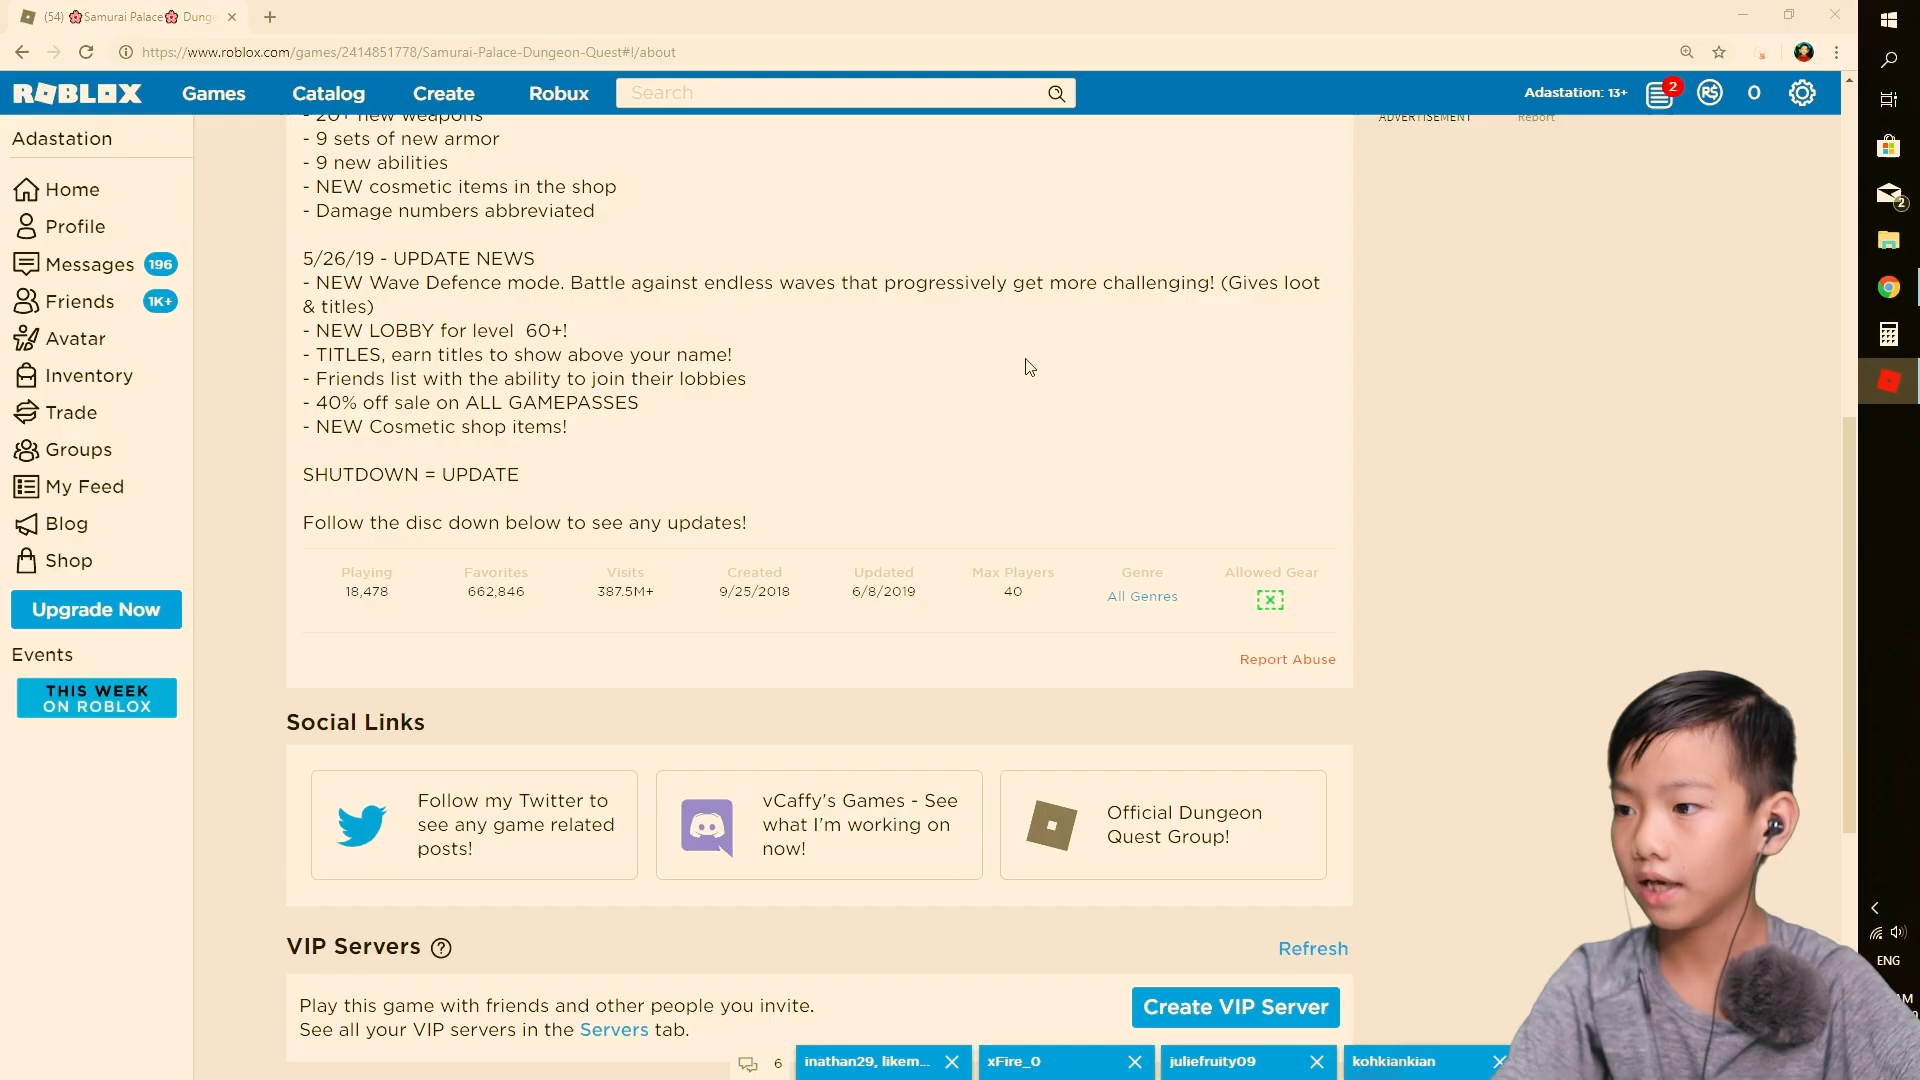 (54) 🌸Samurai Palace🌸 Dunge
https://www.roblox.com/games/2414851778/Samurai-Palace-Dungeon-Quest#!/about
ROBLOX Games Catalog Create Robux Search Adastation: 13+ 2 R$ 0
Adastation
Home
Profile
Messages 196
Friends 1K+
Avatar
Inventory
Trade
Groups
My Feed
Blog
Shop
Upgrade Now
Events
THIS WEEK
ON ROBLOX
- 20+ new weapons
- 9 sets of new armor
- 9 new abilities
- NEW cosmetic items in the shop
- Damage numbers abbreviated
5/26/19 - UPDATE NEWS
- NEW Wave Defence mode. Battle against endless waves that progressively get more challenging! (Gives loot
& titles)
- NEW LOBBY for level 60+!
- TITLES, earn titles to show above your name!
- Friends list with the ability to join their lobbies
- 40% off sale on ALL GAMEPASSES
- NEW Cosmetic shop items!
SHUTDOWN = UPDATE
Follow the disc down below to see any updates!
Playing Favorites Visits Created Updated Max Players Genre Allowed Gear
18,478 662,846 387.5M+ 9/25/2018 6/8/2019 40 All Genres
Report Abuse
ADVERTISEMENT Report
Social Links
Follow my Twitter to
see any game related
posts!
vCaffy's Games - See
what I'm working on
now!
Official Dungeon
Quest Group!
VIP Servers ?
Refresh
Play this game with friends and other people you invite.
See all your VIP servers in the Servers tab.
Create VIP Server
6 inathan29, likem... xFire_0 juliefruity09 kohkiankian
2
ENG